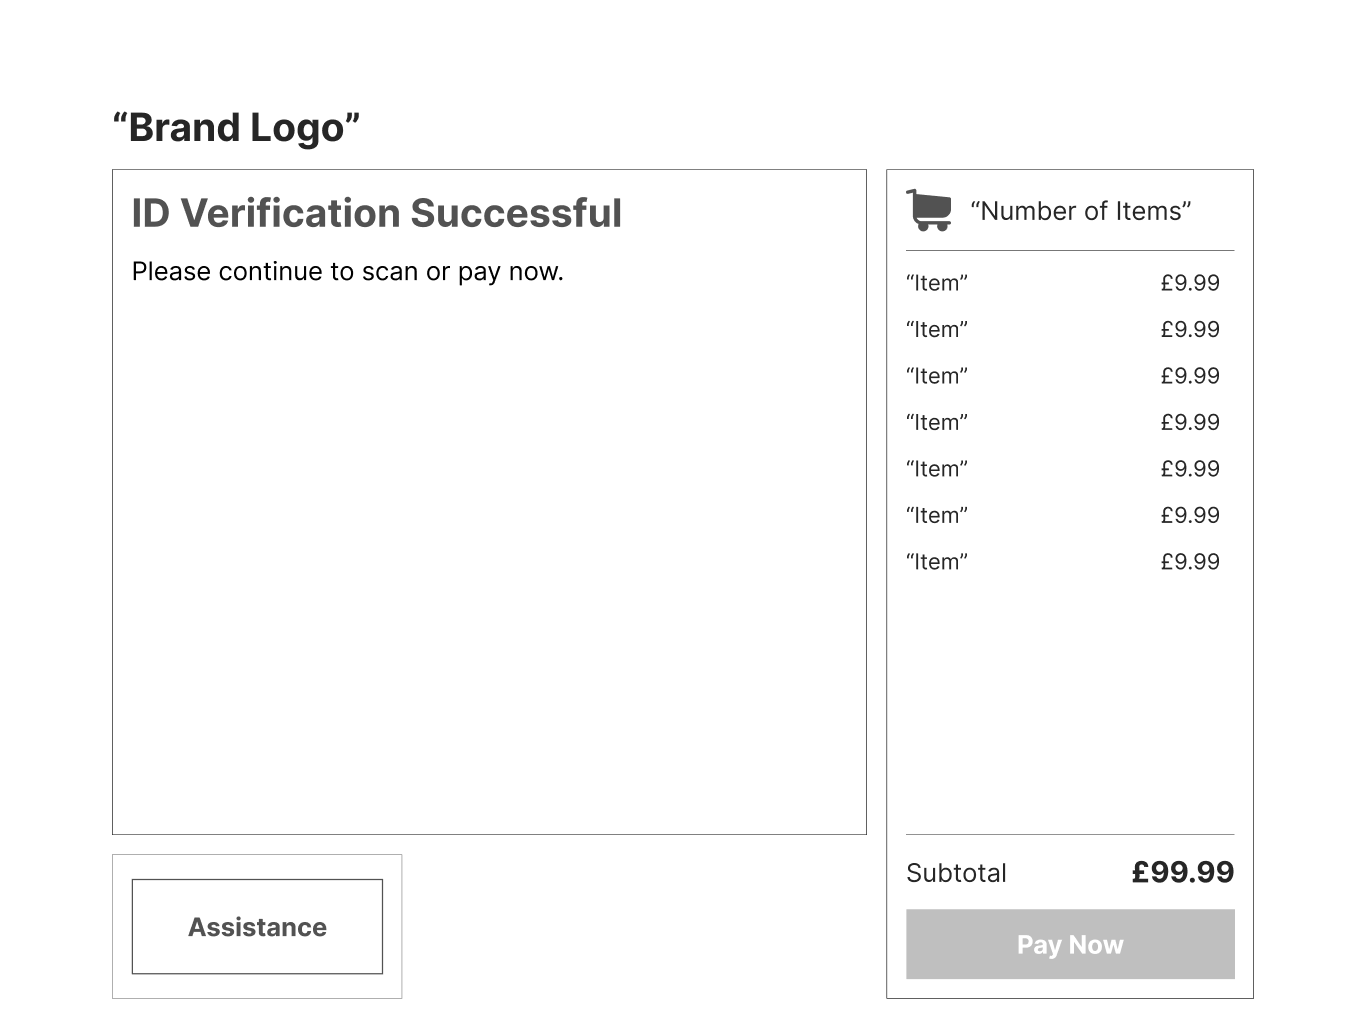 “Brand Logo”
ID Verification Successful
Please continue to scan or pay now.
Assistance
“Number of Items”
“Item” £9.99
“Item” £9.99
“Item” £9.99
“Item” £9.99
“Item” £9.99
“Item” £9.99
“Item” £9.99
Subtotal £99.99
Pay Now